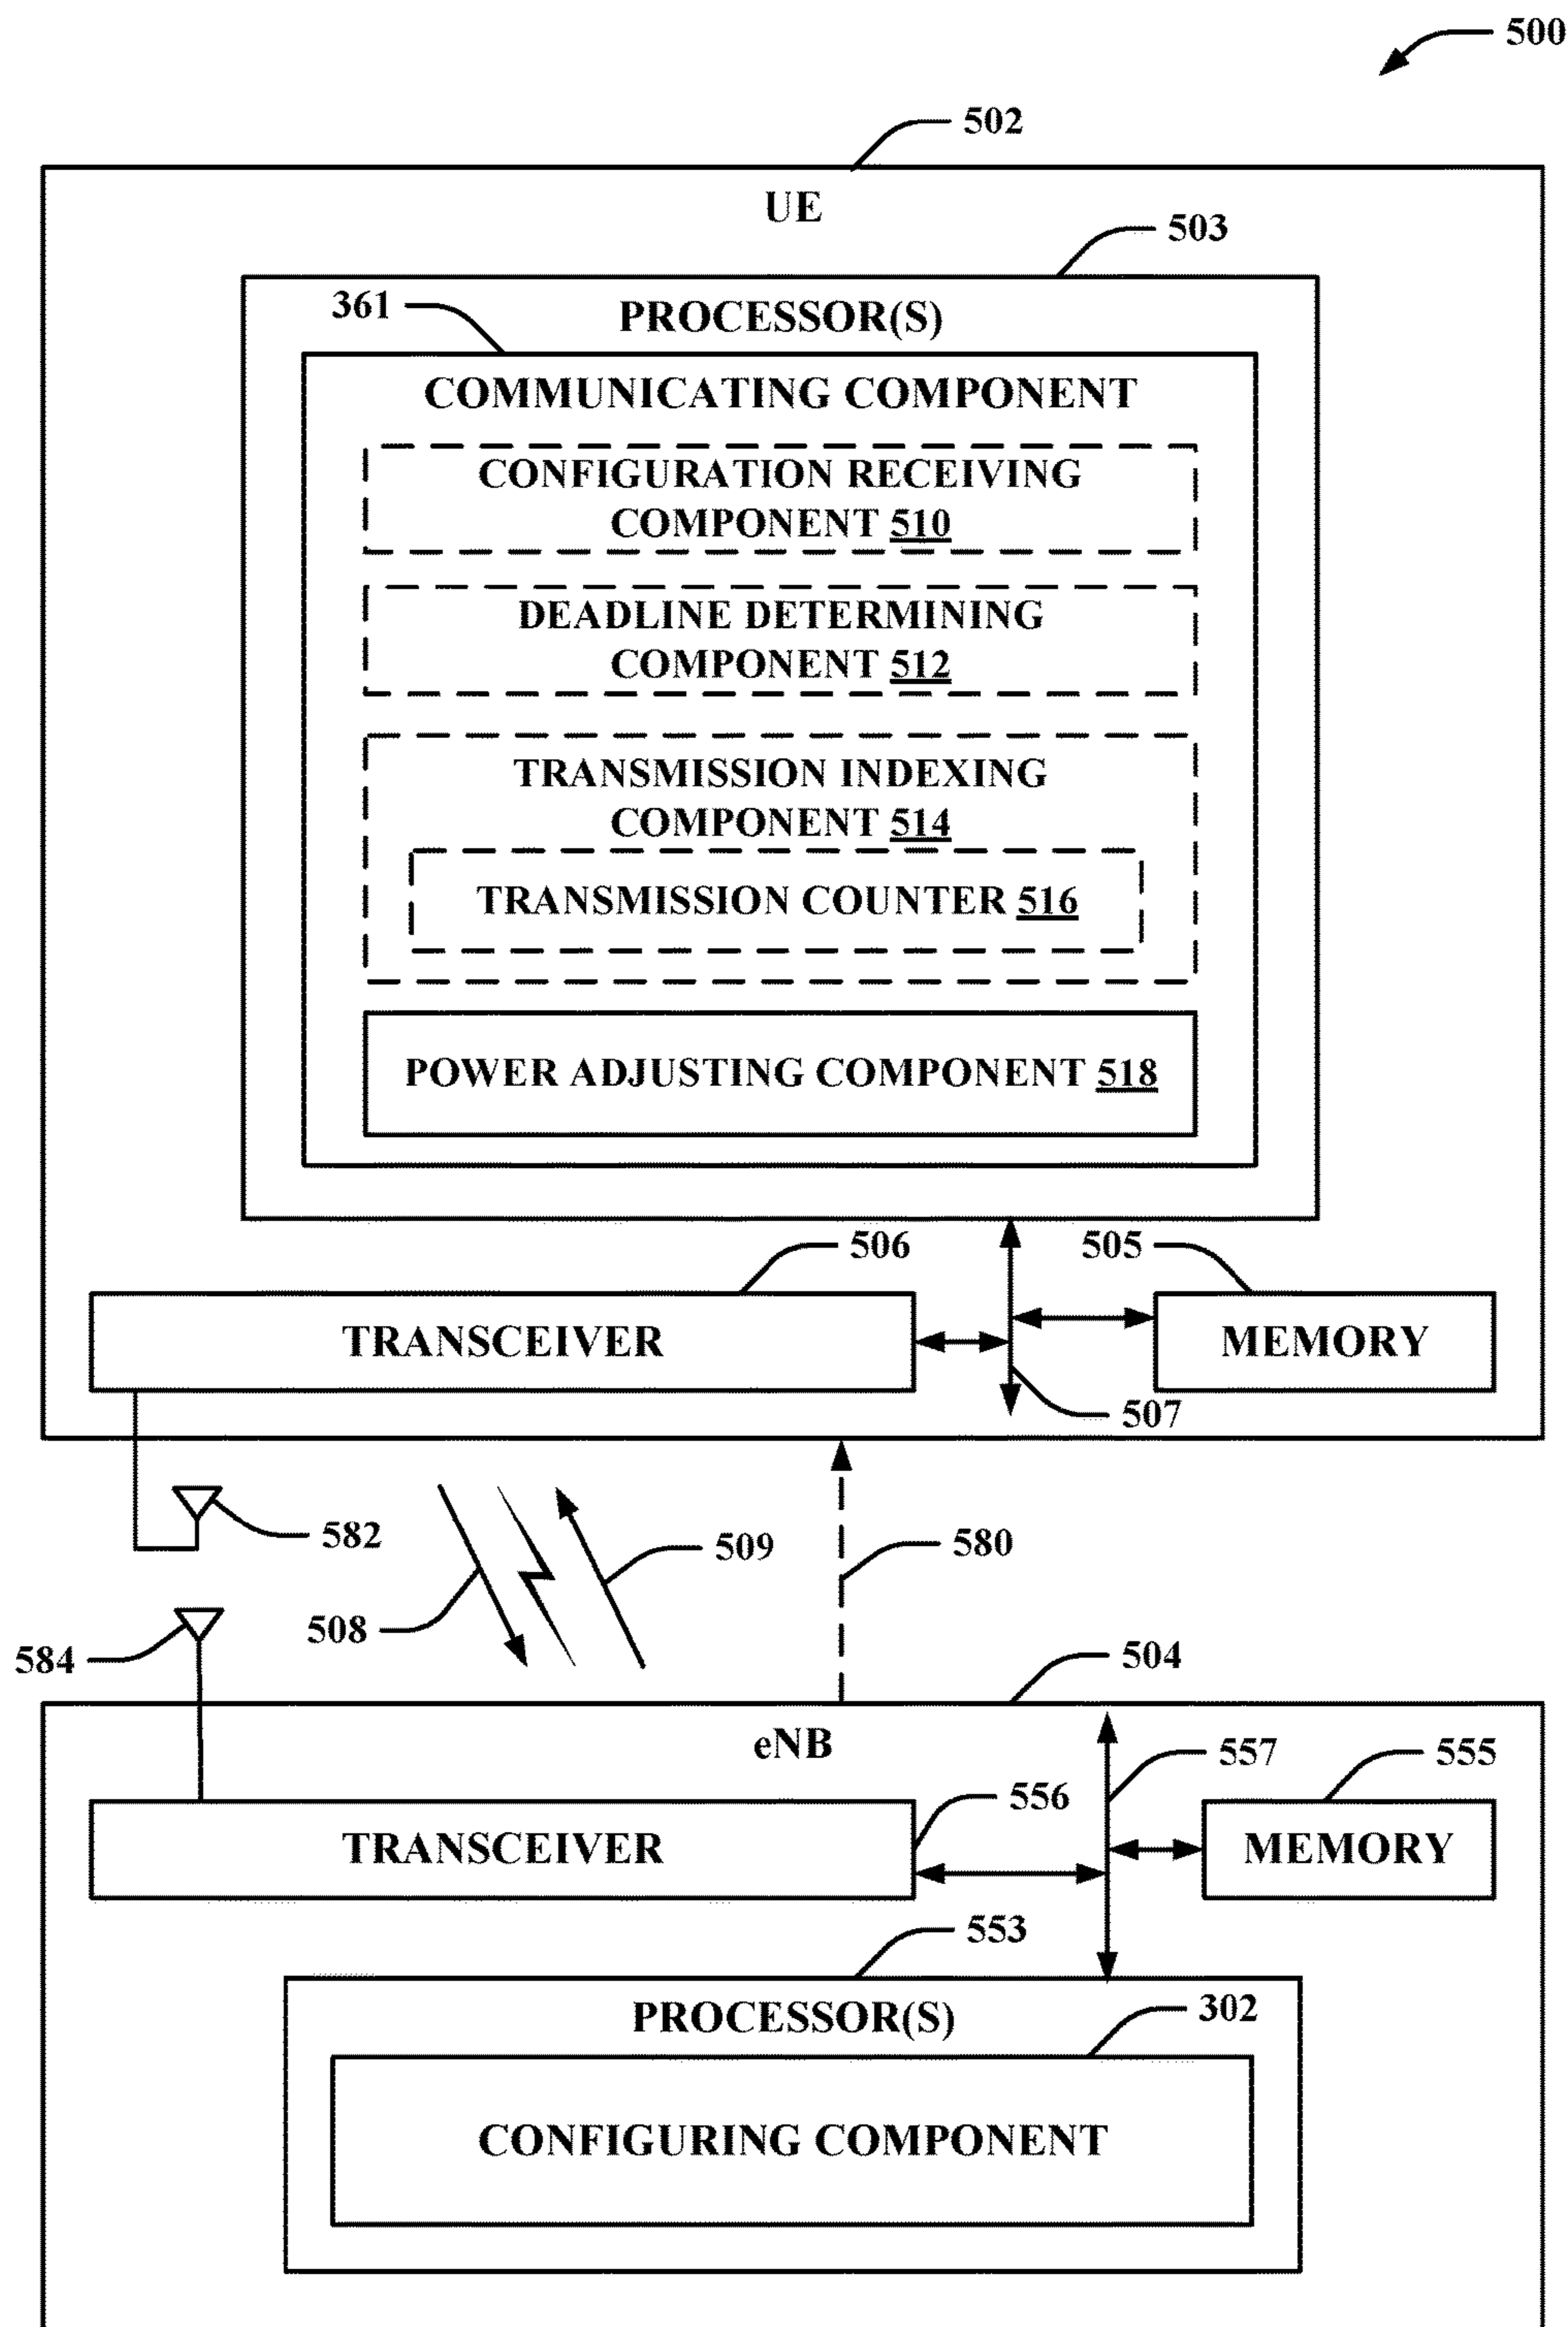 500
502
UE
503
361
PROCESSOR(S)
COMMUNICATING COMPONENT
CONFIGURATION RECEIVING
COMPONENT 510
DEADLINE DETERMINING
COMPONENT 512
TRANSMISSION INDEXING
COMPONENT 514
TRANSMISSION COUNTER 516
POWER ADJUSTING COMPONENT 518
506
505
TRANSCEIVER
MEMORY
507
582
509
580
508
584
504
eNB
557
555
556
TRANSCEIVER
MEMORY
553
PROCESSOR(S)
302
CONFIGURING COMPONENT